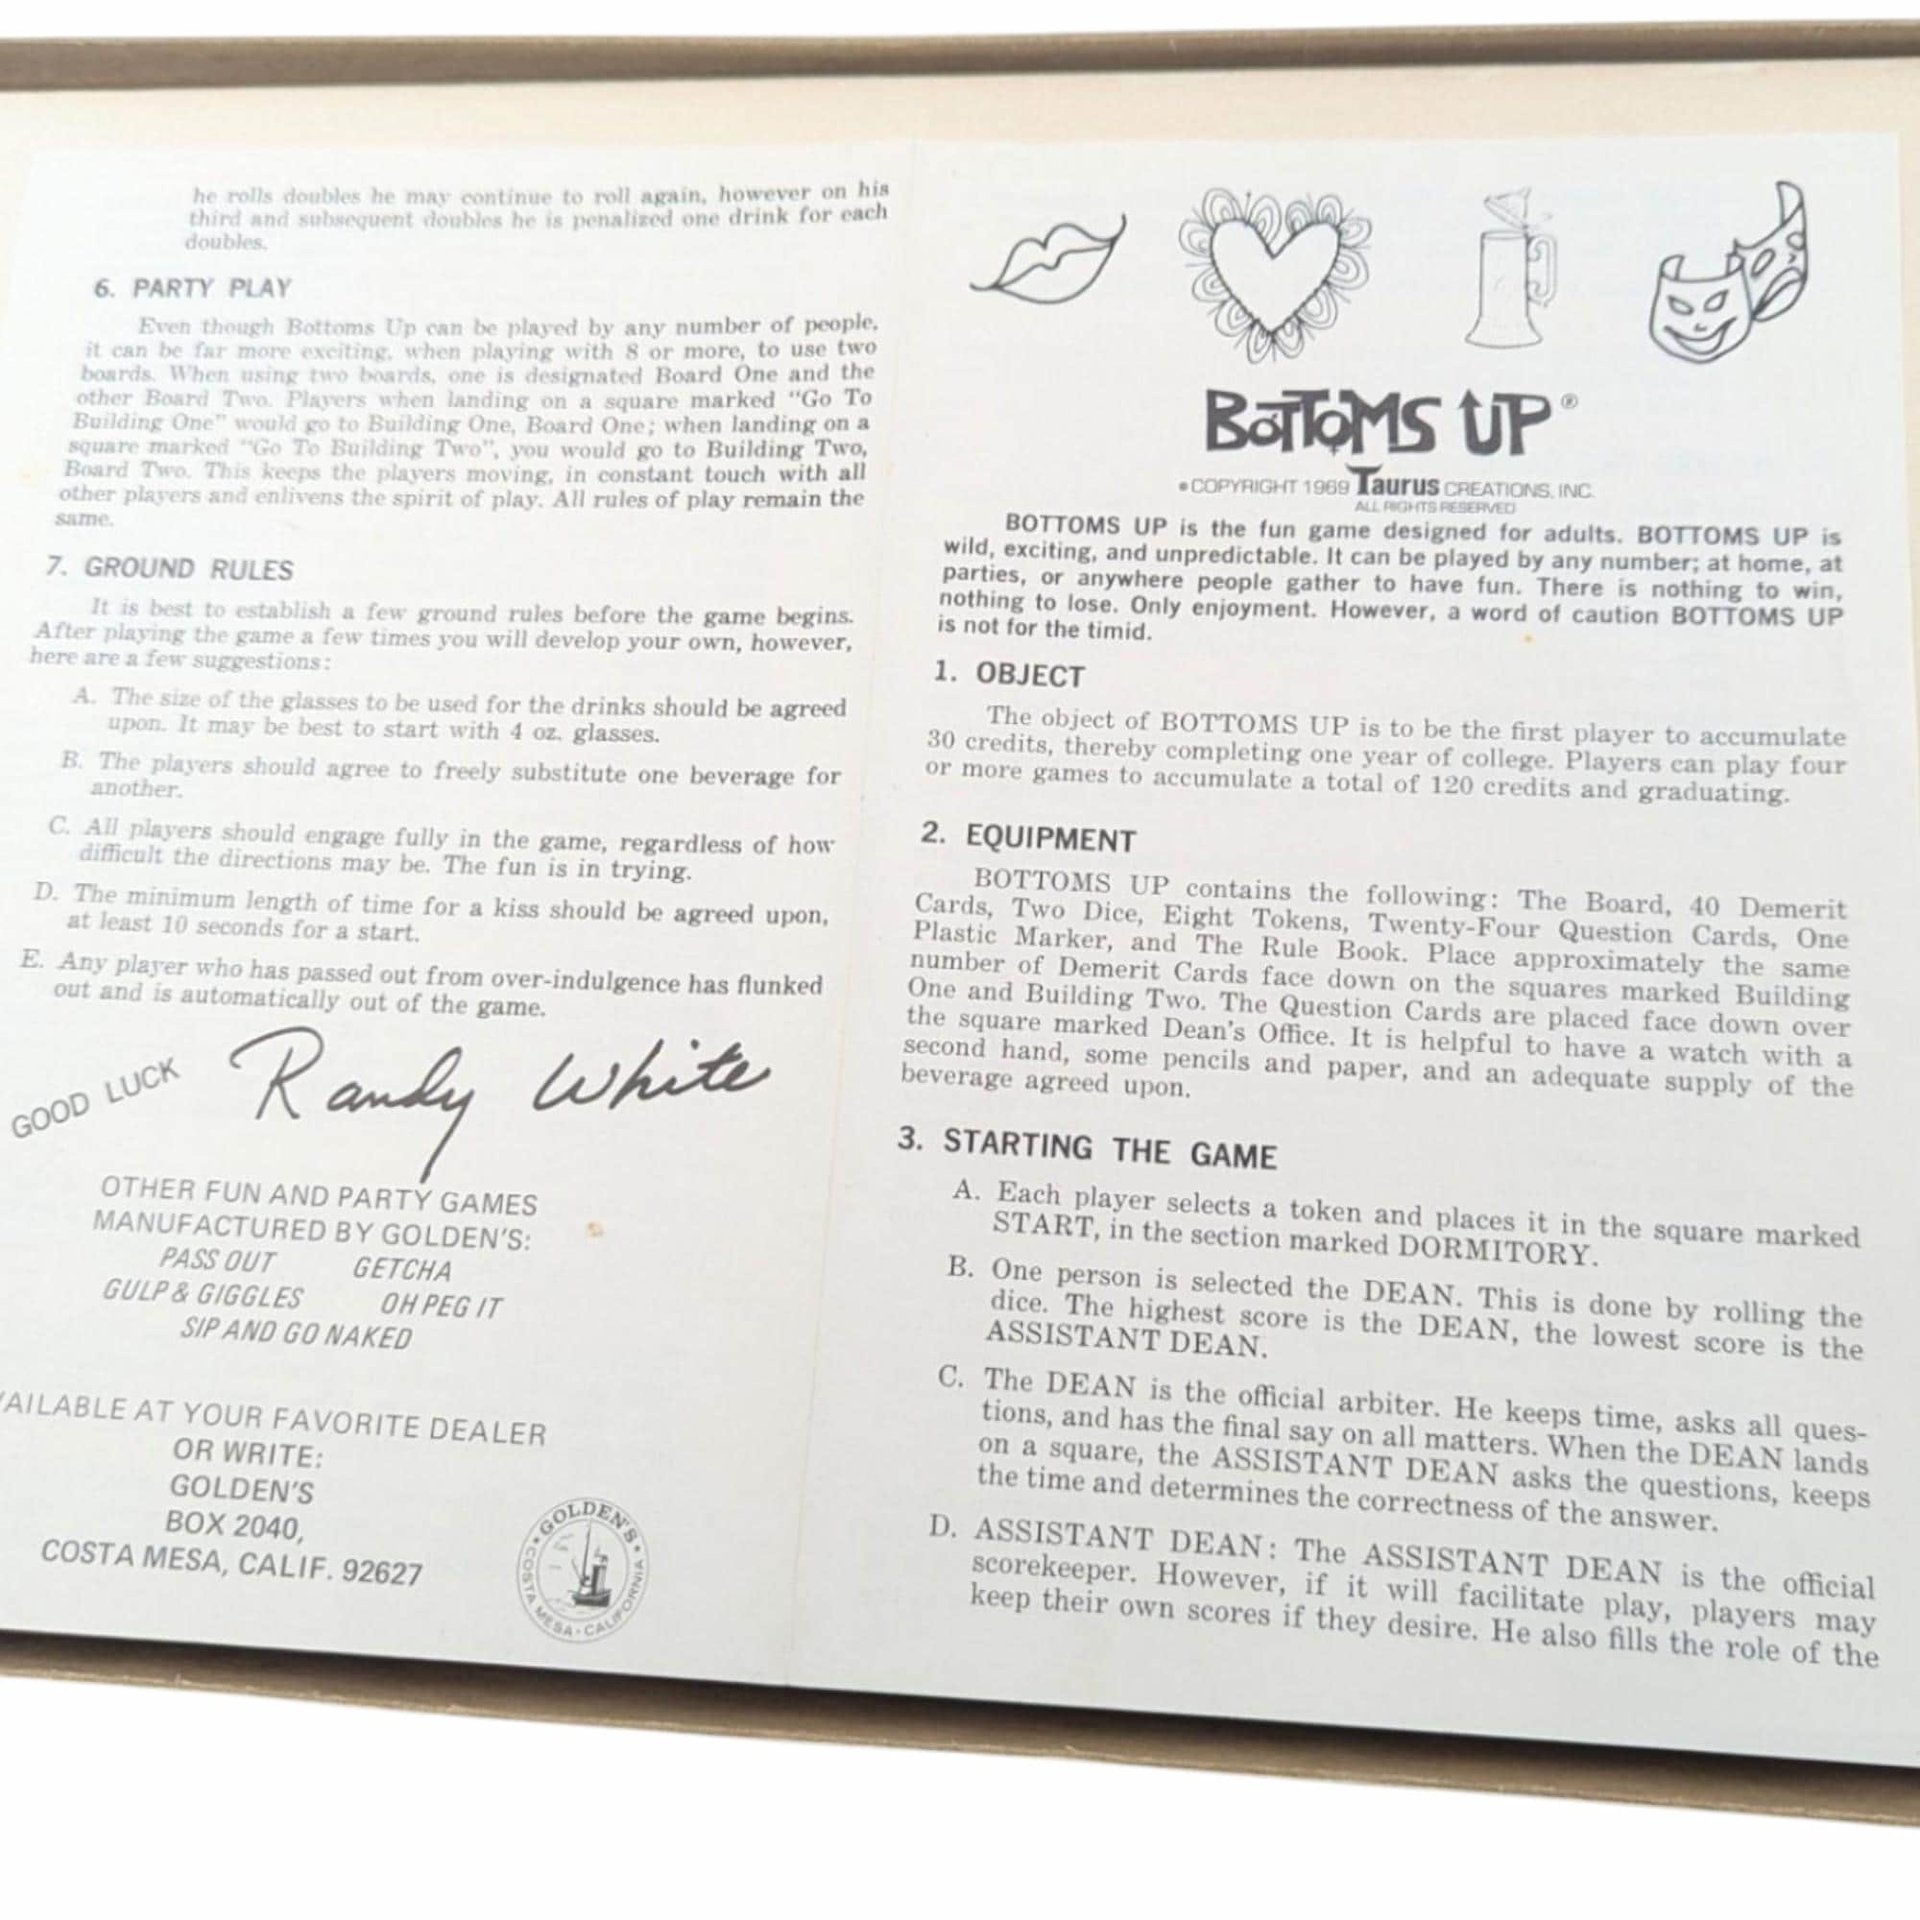 he rolls doubles he may continue to roll again, however on his
third and subsequent doubles he is penalized one drink for each
doubles.
6. PARTY PLAY
Even though Bottoms Up can be played by any number of people,
it can be far more exciting, when playing with 8 or more, to use two
boards. When using two boards, one is designated Board One and the
other Board Two. Players when landing on a square marked "Go To
Building One" would go to Building One, Board One; when landing on a
square marked "Go To Building Two", you would go to Building Two,
Board Two. This keeps the players moving, in constant touch with all
other players and enlivens the spirit of play. All rules of play remain the
same.
7. GROUND RULES
It is best to establish a few ground rules before the game begins.
After playing the game a few times you will develop your own, however,
here are a few suggestions:
A. The size of the glasses to be used for the drinks should be agreed
upon. It may be best to start with 4 oz. glasses.
B. The players should agree to freely substitute one beverage for
another.
C. All players should engage fully in the game, regardless of how
difficult the directions may be. The fun is in trying.
D. The minimum length of time for a kiss should be agreed upon,
at least 10 seconds for a start.
E. Any player who has passed out from over-indulgence has flunked
out and is automatically out of the game.
GOOD LUCK Randy White
OTHER FUN AND PARTY GAMES
MANUFACTURED BY GOLDEN'S:
PASS OUT GETCHA
GULP & GIGGLES OH PEG IT
SIP AND GO NAKED
VAILABLE AT YOUR FAVORITE DEALER
OR WRITE:
GOLDEN'S
BOX 2040,
COSTA MESA, CALIF. 92627
GOLDEN'S
COSTA MESA · CALIFORNIA
BOTTOMS UP®
© COPYRIGHT 1969 Taurus CREATIONS, INC.
ALL RIGHTS RESERVED
BOTTOMS UP is the fun game designed for adults. BOTTOMS UP is
wild, exciting, and unpredictable. It can be played by any number; at home, at
parties, or anywhere people gather to have fun. There is nothing to win,
nothing to lose. Only enjoyment. However, a word of caution BOTTOMS UP
is not for the timid.
1. OBJECT
The object of BOTTOMS UP is to be the first player to accumulate
30 credits, thereby completing one year of college. Players can play four
or more games to accumulate a total of 120 credits and graduating.
2. EQUIPMENT
BOTTOMS UP contains the following: The Board, 40 Demerit
Cards, Two Dice, Eight Tokens, Twenty-Four Question Cards, One
Plastic Marker, and The Rule Book. Place approximately the same
number of Demerit Cards face down on the squares marked Building
One and Building Two. The Question Cards are placed face down over
the square marked Dean's Office. It is helpful to have a watch with a
second hand, some pencils and paper, and an adequate supply of the
beverage agreed upon.
3. STARTING THE GAME
A. Each player selects a token and places it in the square marked
START, in the section marked DORMITORY.
B. One person is selected the DEAN. This is done by rolling the
dice. The highest score is the DEAN, the lowest score is the
ASSISTANT DEAN.
C. The DEAN is the official arbiter. He keeps time, asks all ques-
tions, and has the final say on all matters. When the DEAN lands
on a square, the ASSISTANT DEAN asks the questions, keeps
the time and determines the correctness of the answer.
D. ASSISTANT DEAN: The ASSISTANT DEAN is the official
scorekeeper. However, if it will facilitate play, players may
keep their own scores if they desire. He also fills the role of the